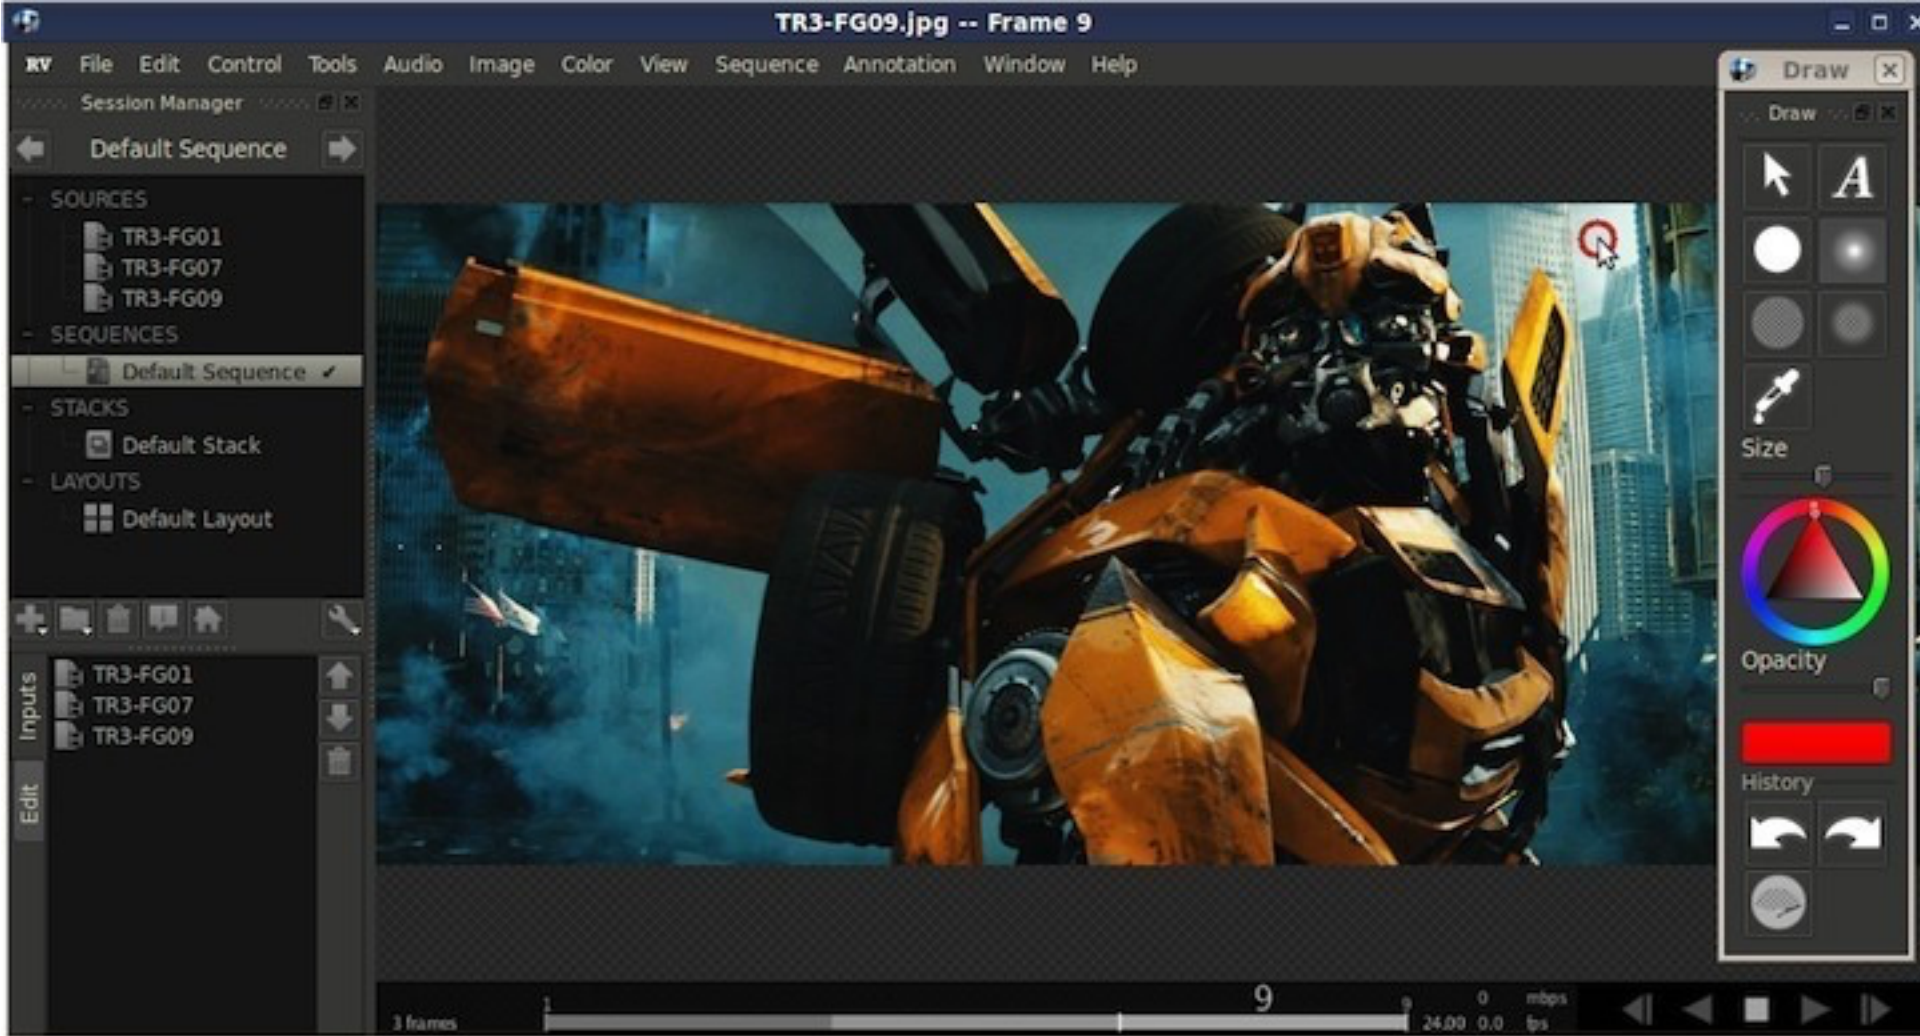 TR3-FG09.jpg -- Frame 9
RV File Edit Control Tools Audio Image Color View Sequence Annotation Window Help
Session Manager
Default Sequence
SOURCES
TR3-FG01
TR3-FG07
TR3-FG09
SEQUENCES
Default Sequence ✔
STACKS
Default Stack
LAYOUTS
Default Layout
Inputs
Edit
TR3-FG01
TR3-FG07
TR3-FG09
Draw
Draw
A
Size
Opacity
History
3 frames
1
9
9
0 mbps
24.00 0.0 fps